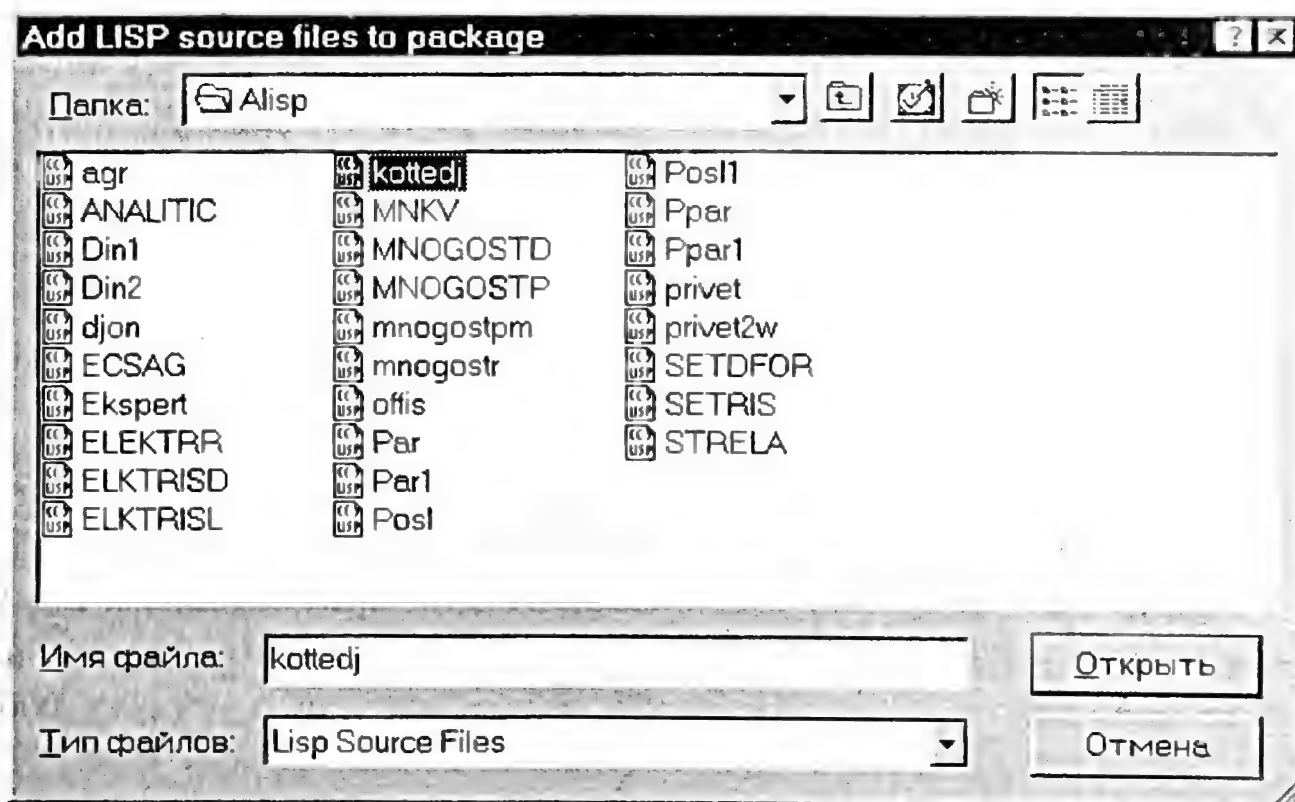 Add LISP source files to package
Папка: Alisp
agr
ANALITIC
Din1
Din2
djon
ECSAG
Ekspert
ELEKTRR
ELKTRISD
ELKTRISL
kottedj
MNKV
MNOGOSTD
MNOGOSTP
mnogostpm
mnogostr
offis
Par
Par1
Posl
Posl1
Ppar
Ppar1
privet
privet2w
SETDFOR
SETRIS
STRELA
Имя файла: kottedj
Открыть
Тип файлов: Lisp Source Files
Отмена